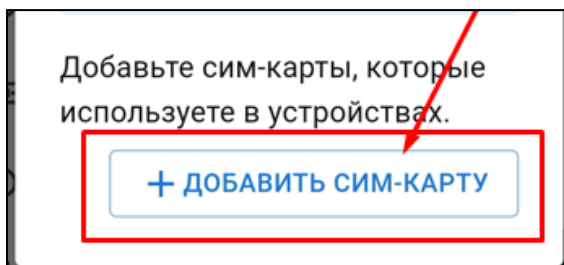 Добавьте сим-карты, которые
используете в устройствах.
+ ДОБАВИТЬ СИМ-КАРТУ